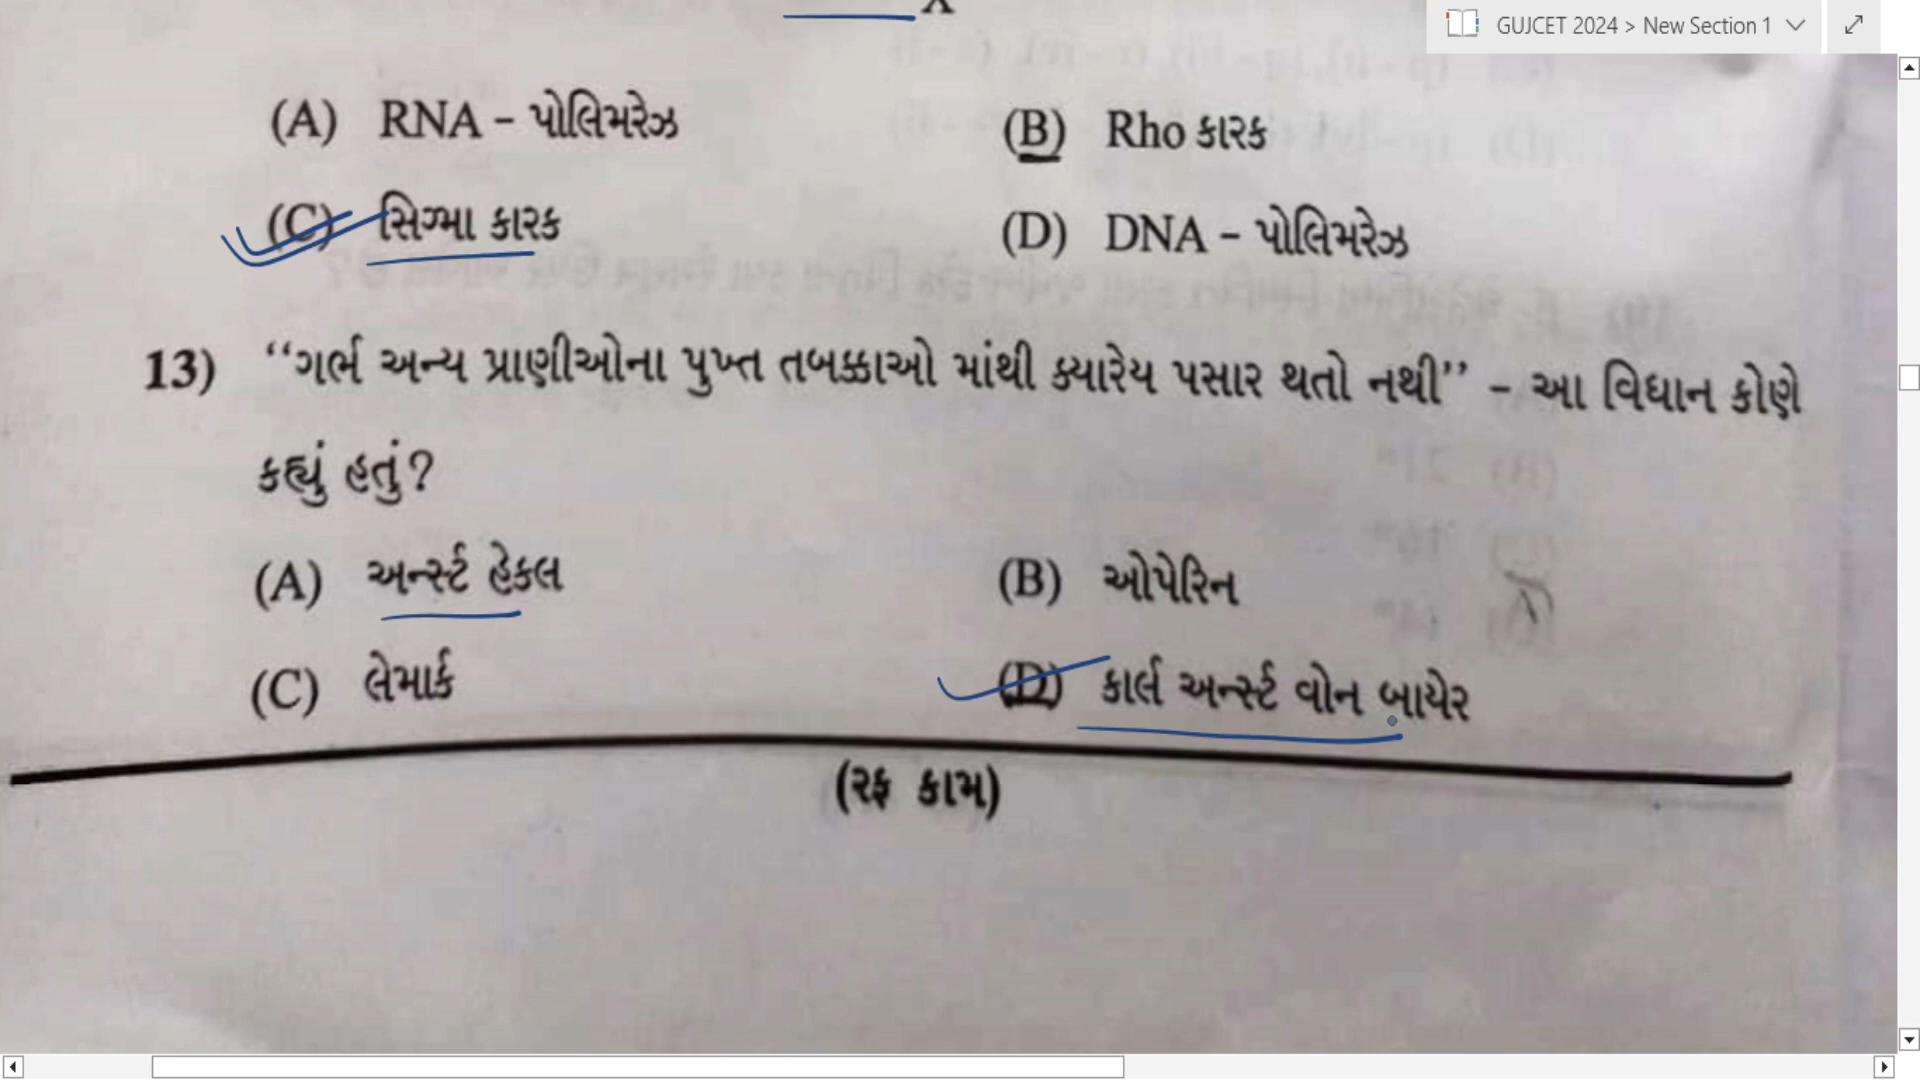 GUJCET 2024 > New Section 1
(A) RNA – પોલિમરેઝ (B) Rho કારક
(C) સિગ્મા કારક (D) DNA – પોલિમરેઝ
13) “ગર્ભ અન્ય પ્રાણીઓના પુખ્ત તબક્કાઓ માંથી ક્યારેય પસાર થતો નથી” – આ વિધાન કોણે
કહ્યું હતું?
(A) અર્ન્સ્ટ હેકલ (B) ઓપેરિન
(C) લેમાર્ક (D) કાર્લ અર્ન્સ્ટ વોન બાયેર
(રફ કામ)